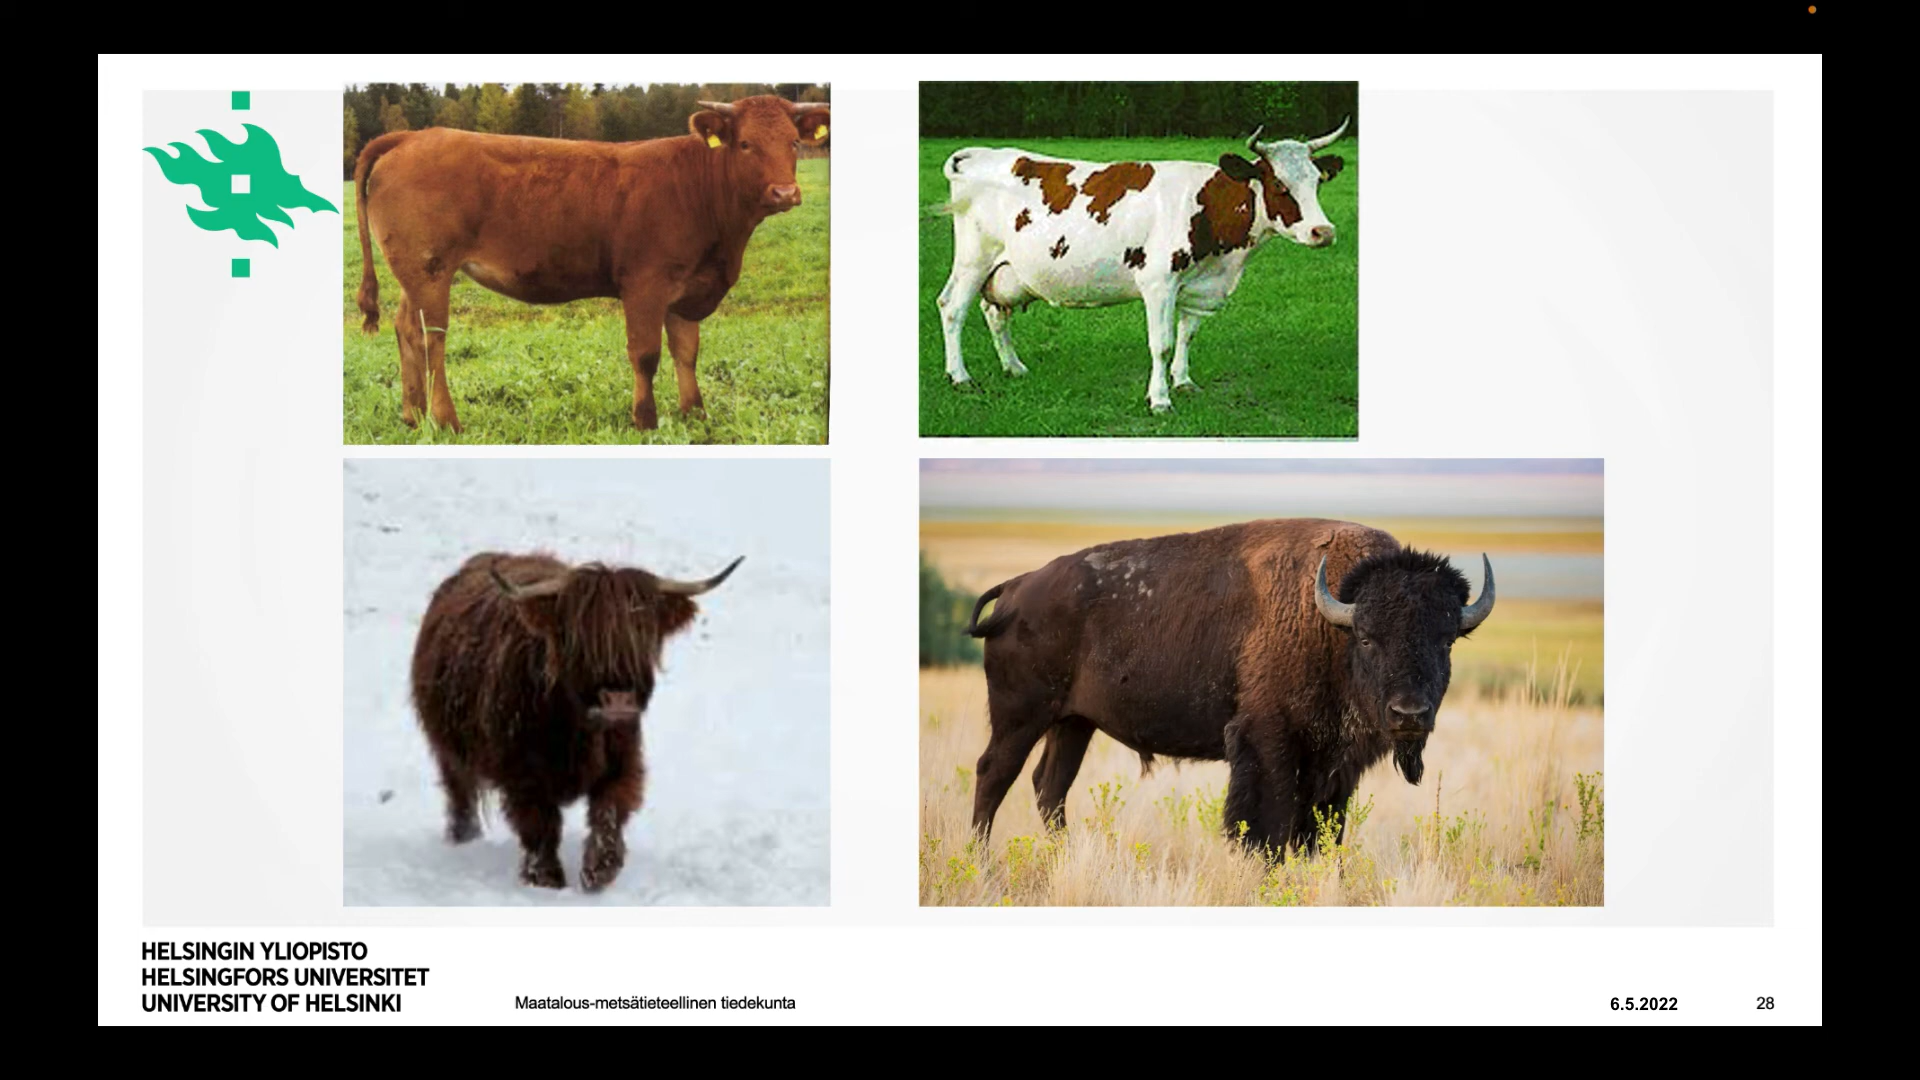 HELSINGIN YLIOPISTO
HELSINGFORS UNIVERSITET
UNIVERSITY OF HELSINKI
Maatalous-metsätieteellinen tiedekunta
6.5.2022
28